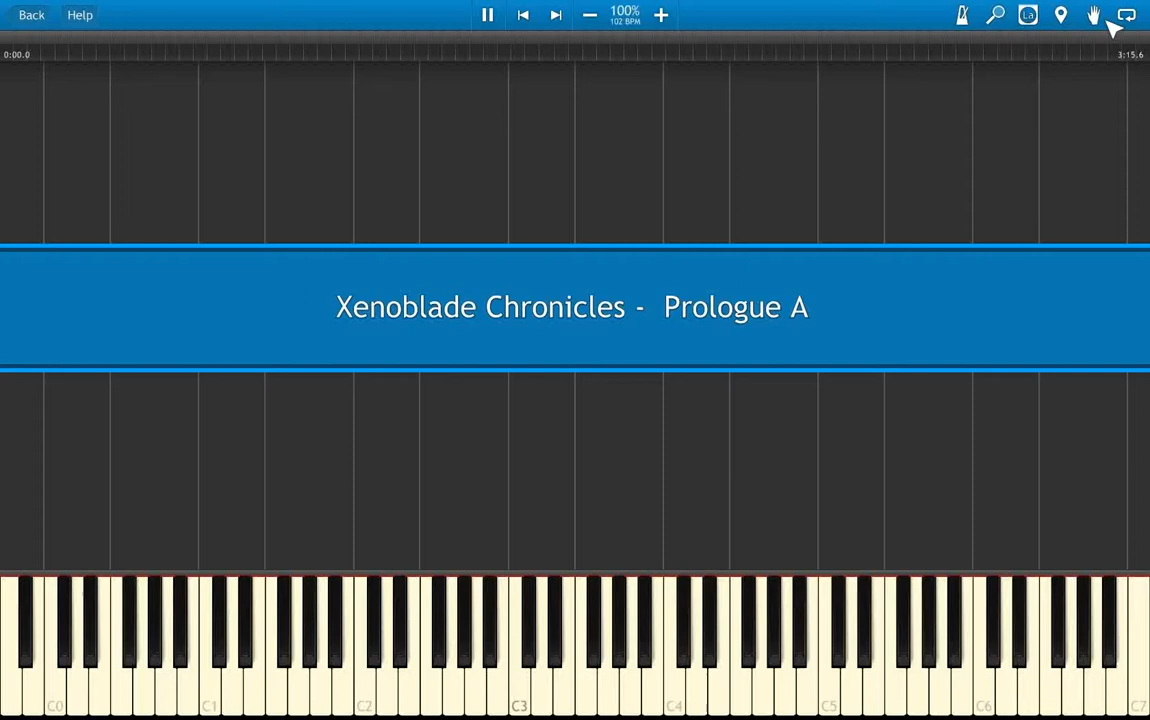 Back Help 100% La
102 BPM
0:00.0 3:15.6
Xenoblade Chronicles - Prologue A
C0 C1 C2 C3 C4 C5 C6 C7